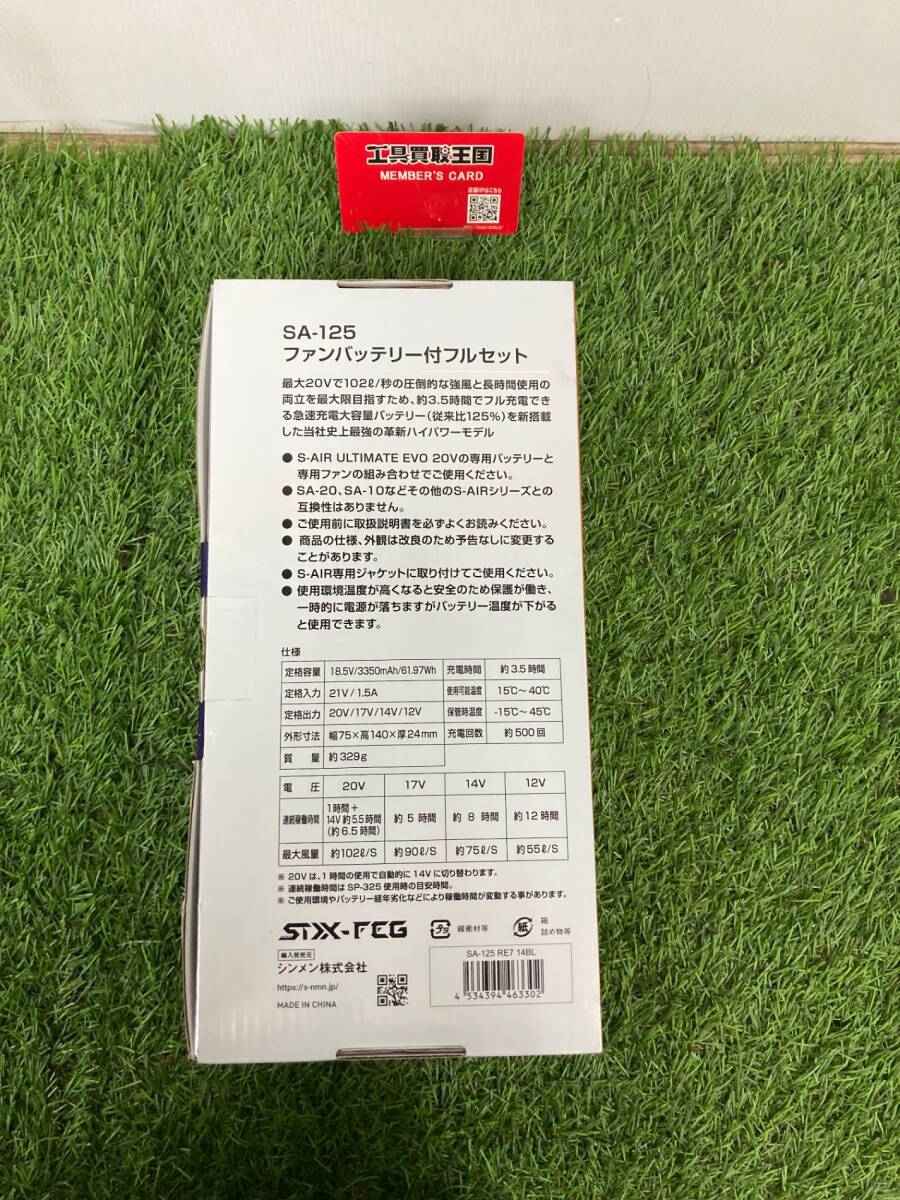 工具買取王国
MEMBER'S CARD
店舗HPはこちら
SA-125
ファンバッテリー付フルセット
最大20Vで102ℓ/秒の圧倒的な強風と長時間使用の
両立を最大限目指すため、約3.5時間でフル充電でき
る急速充電大容量バッテリー(従来比125%)を新搭載
した当社史上最強の革新ハイパワーモデル
● S-AIR ULTIMATE EVO 20Vの専用バッテリーと
専用ファンの組み合わせでご使用ください。
● SA-20、SA-10などその他のS-AIRシリーズとの
互換性はありません。
● ご使用前に取扱説明書を必ずよくお読みください。
● 商品の仕様、外観は改良のため予告なしに変更する
ことがあります。
● S-AIR専用ジャケットに取り付けてご使用ください。
● 使用環境温度が高くなると安全のため保護が働き、
一時的に電源が落ちますがバッテリー温度が下がる
と使用できます。
仕様
定格容量 18.5V/3350mAh/61.97Wh 充電時間 約3.5時間
定格入力 21V/1.5A 使用可能温度 15℃〜40℃
定格出力 20V/17V/14V/12V 保管時温度 -15℃〜45℃
外形寸法 幅75×高140×厚24mm 充電回数 約500回
質量 約329g
電圧 20V 17V 14V 12V
連続稼働時間 1時間+ 14V約5.5時間 (約6.5時間) 約5時間 約8時間 約12時間
最大風量 約102ℓ/S 約90ℓ/S 約75ℓ/S 約55ℓ/S
※ 20Vは、1時間の使用で自動的に14Vに切り替わります。
※ 連続稼働時間はSP-325使用時の目安時間。
※ ご使用環境やバッテリー経年劣化などにより稼働時間が変動する事があります。
プラ 緩衝材等
紙 箱 詰め物等
輸入発売元
シンメン株式会社
https://s-nmn.jp/
MADE IN CHINA
SA-125 RE7 14BL
4 534394 463302